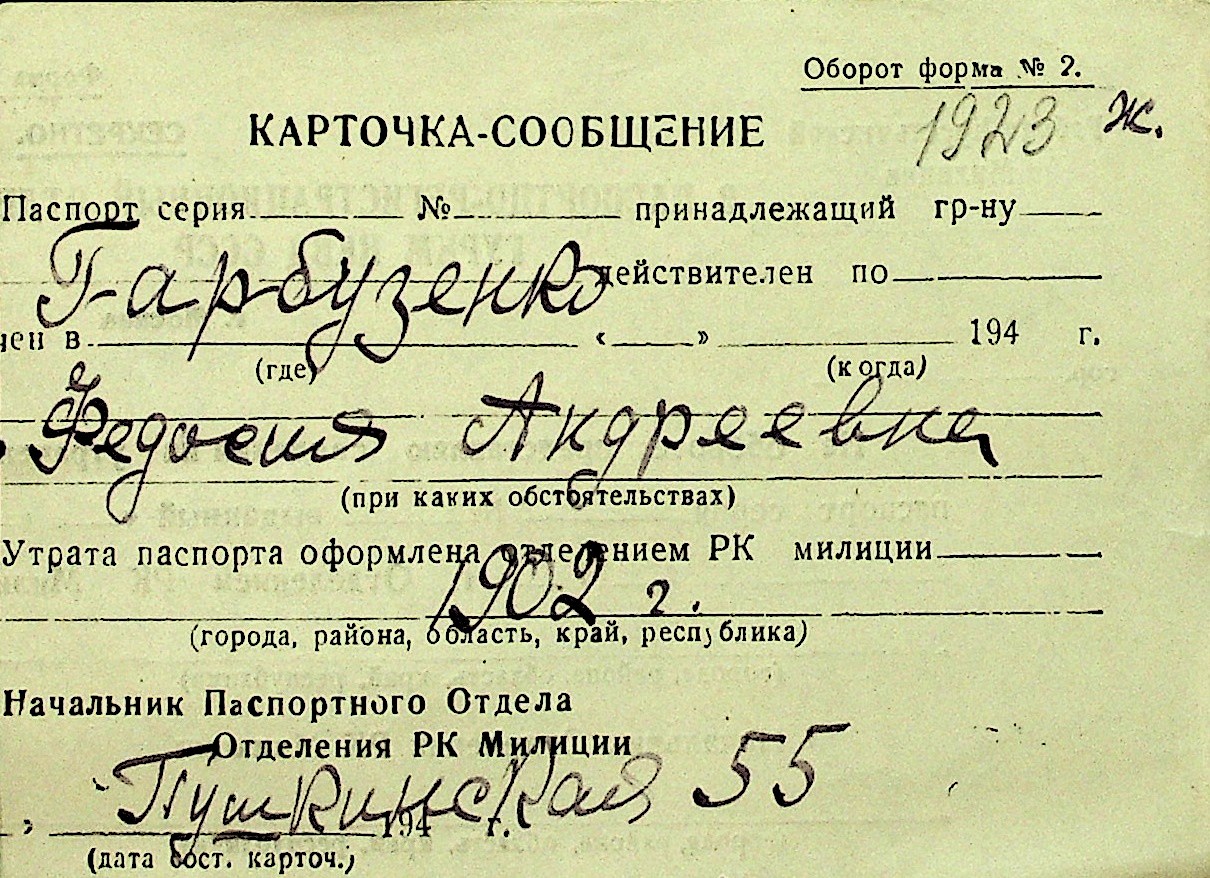 Оборот форма № 2.
1923 ж.
КАРТОЧКА-СООБЩЕНИЕ
Паспорт серия № принадлежащий гр-ну
Гарбузенко действителен по
чен в « » 194 г.
(где) (когда)
Федосия Андреевна
(при каких обстоятельствах)
Утрата паспорта оформлена отделением РК милиции
1902 г.
(города, района, область, край, республика)
Начальник Паспортного Отдела
Отделения РК Милиции
Пушкинская 55
194 г.
(дата сост. карточ.)